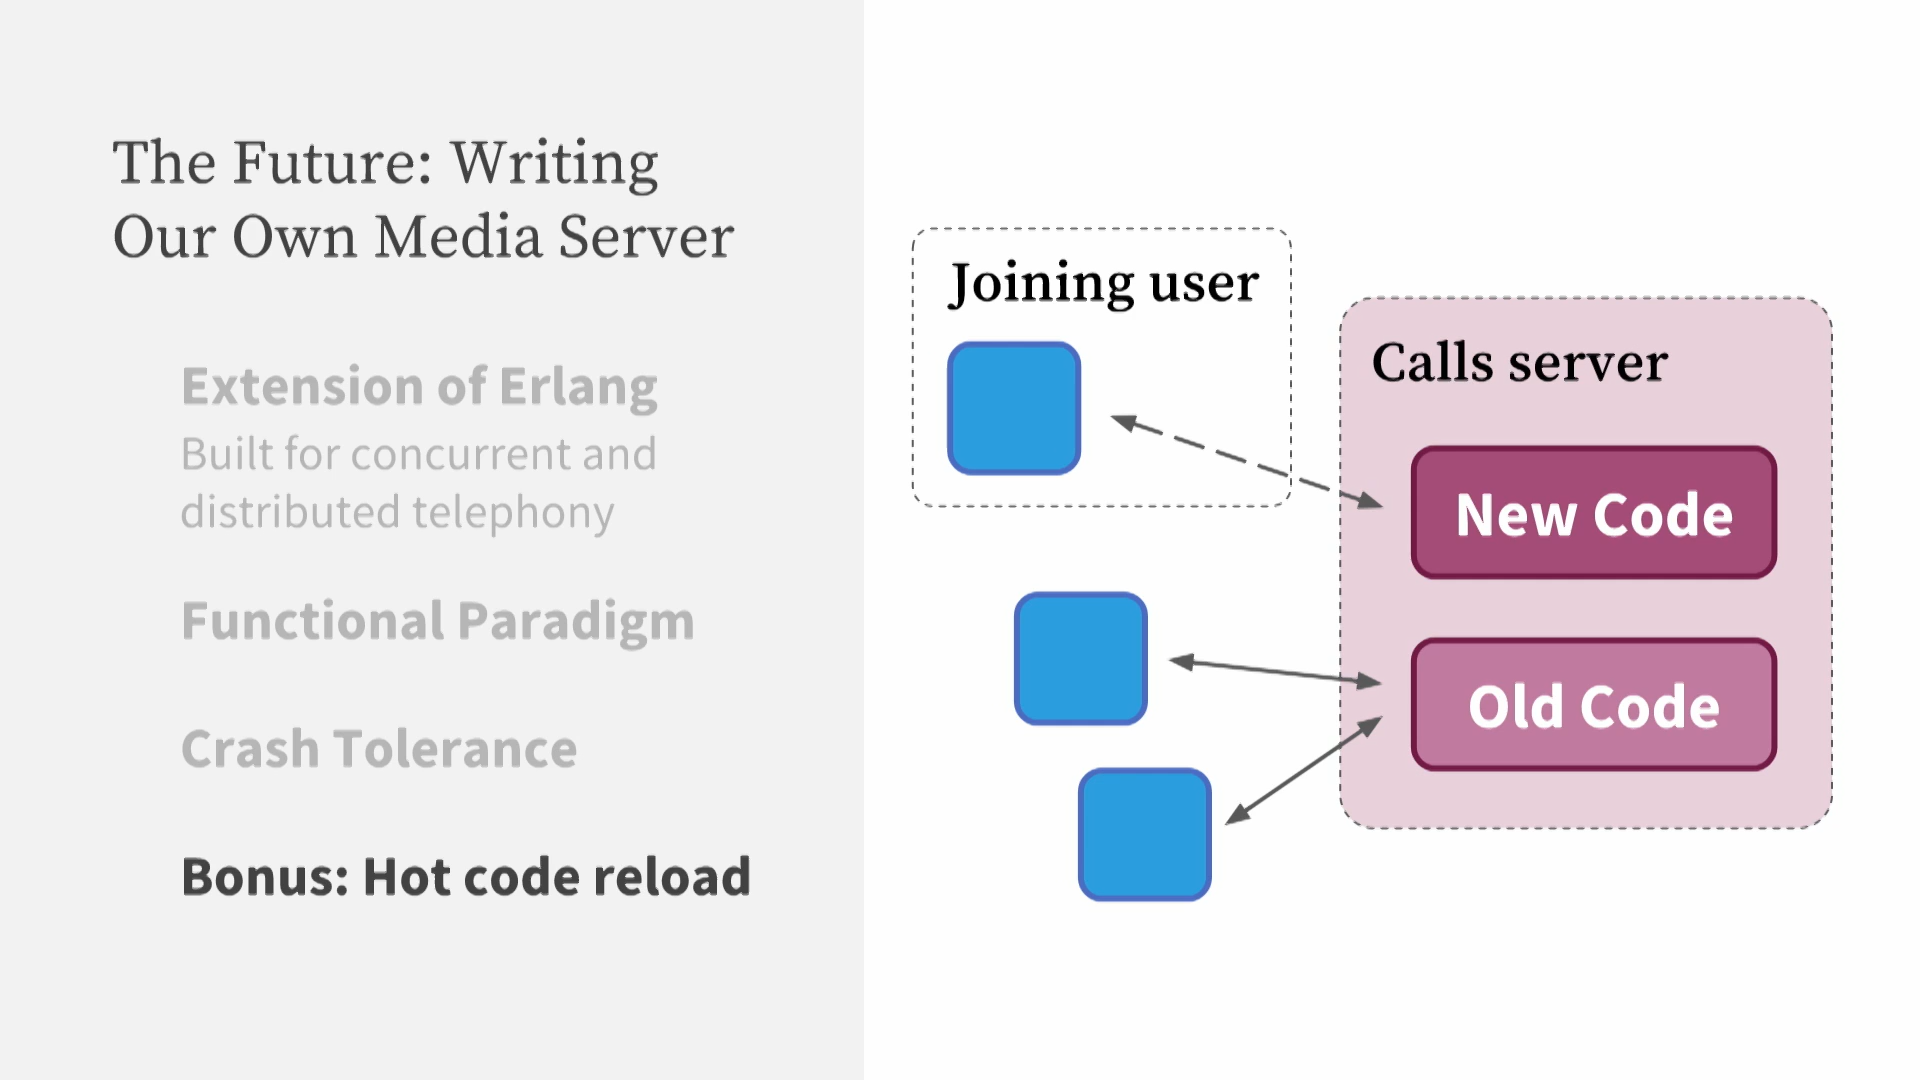 The Future: Writing
Our Own Media Server
Extension of Erlang
Built for concurrent and
distributed telephony
Functional Paradigm
Crash Tolerance
Bonus: Hot code reload
Joining user
Calls server
New Code
Old Code